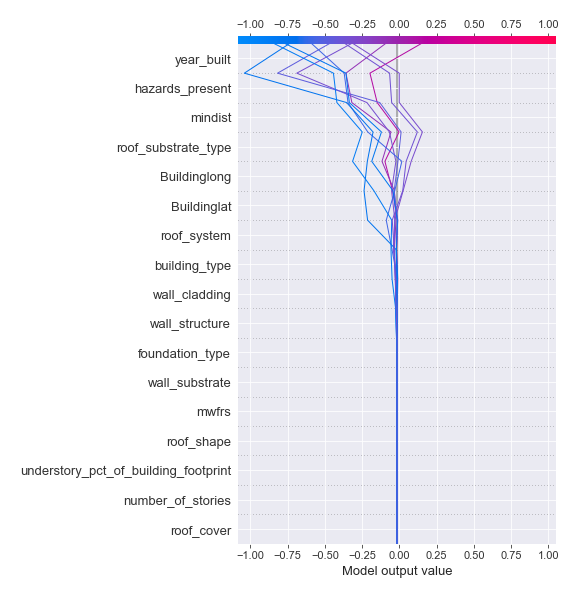 −1.00 −0.75 −0.50 −0.25 0.00 0.25 0.50 0.75 1.00
year_built
hazards_present
mindist
roof_substrate_type
Buildinglong
Buildinglat
roof_system
building_type
wall_cladding
wall_structure
foundation_type
wall_substrate
mwfrs
roof_shape
understory_pct_of_building_footprint
number_of_stories
roof_cover
−1.00 −0.75 −0.50 −0.25 0.00 0.25 0.50 0.75 1.00
Model output value